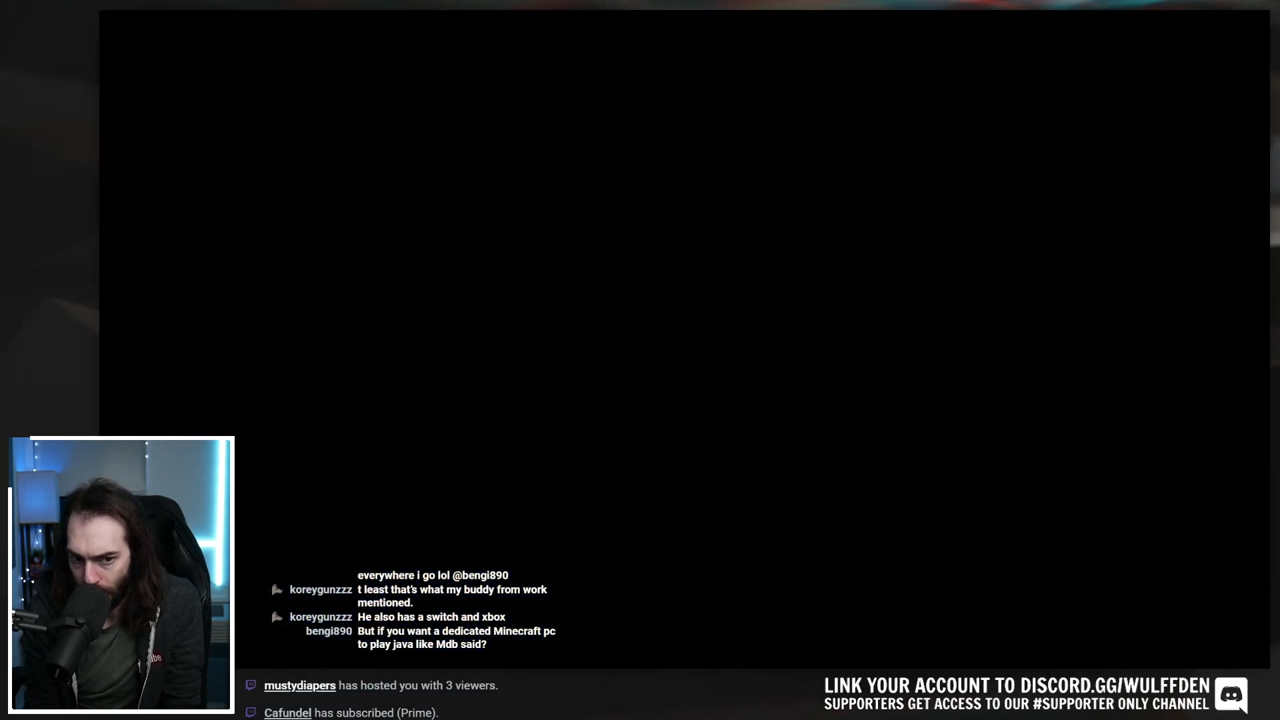 everywhere i go lol @bengi890
koreygunzzz t least that's what my buddy from work
mentioned.
koreygunzzz He also has a switch and xbox
bengi890 But if you want a dedicated Minecraft pc
to play java like Mdb said?
mustydiapers has hosted you with 3 viewers.
Cafundel has subscribed (Prime).
LINK YOUR ACCOUNT TO DISCORD.GG/WULFFDEN
SUPPORTERS GET ACCESS TO OUR #SUPPORTER ONLY CHANNEL